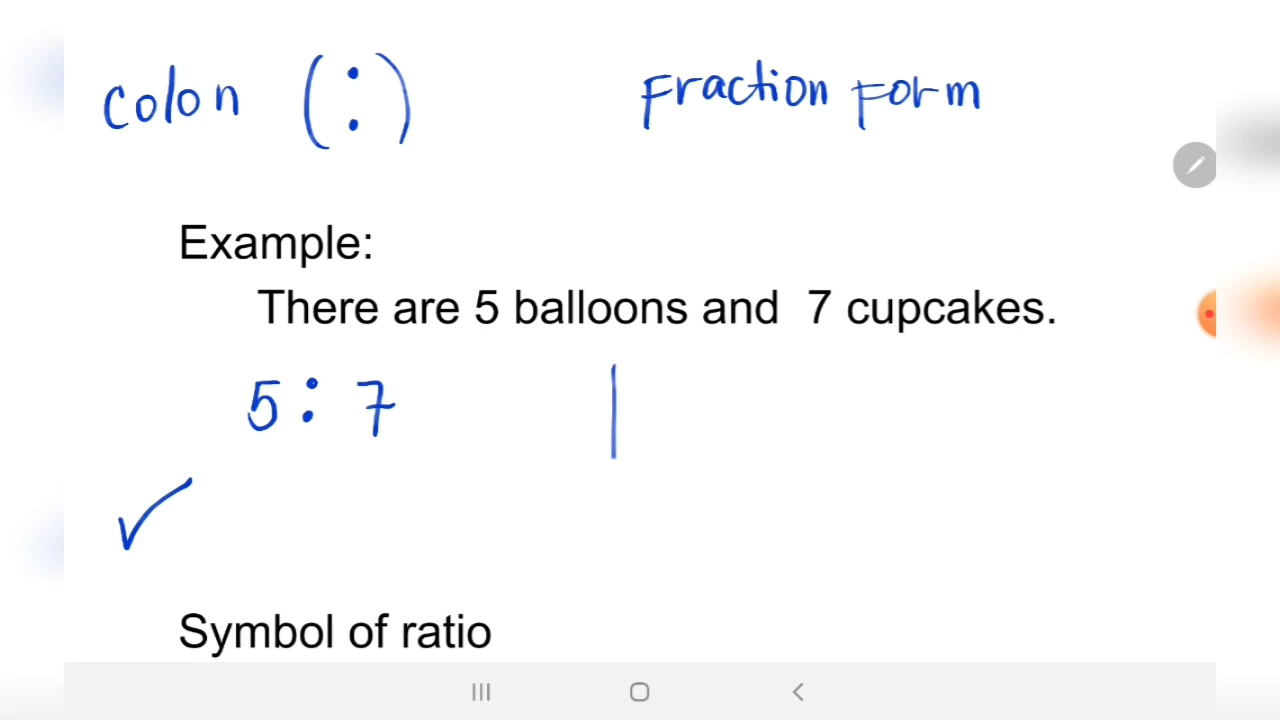 colon (:) Fraction Form
Example:
There are 5 balloons and 7 cupcakes.
5 : 7
Symbol of ratio